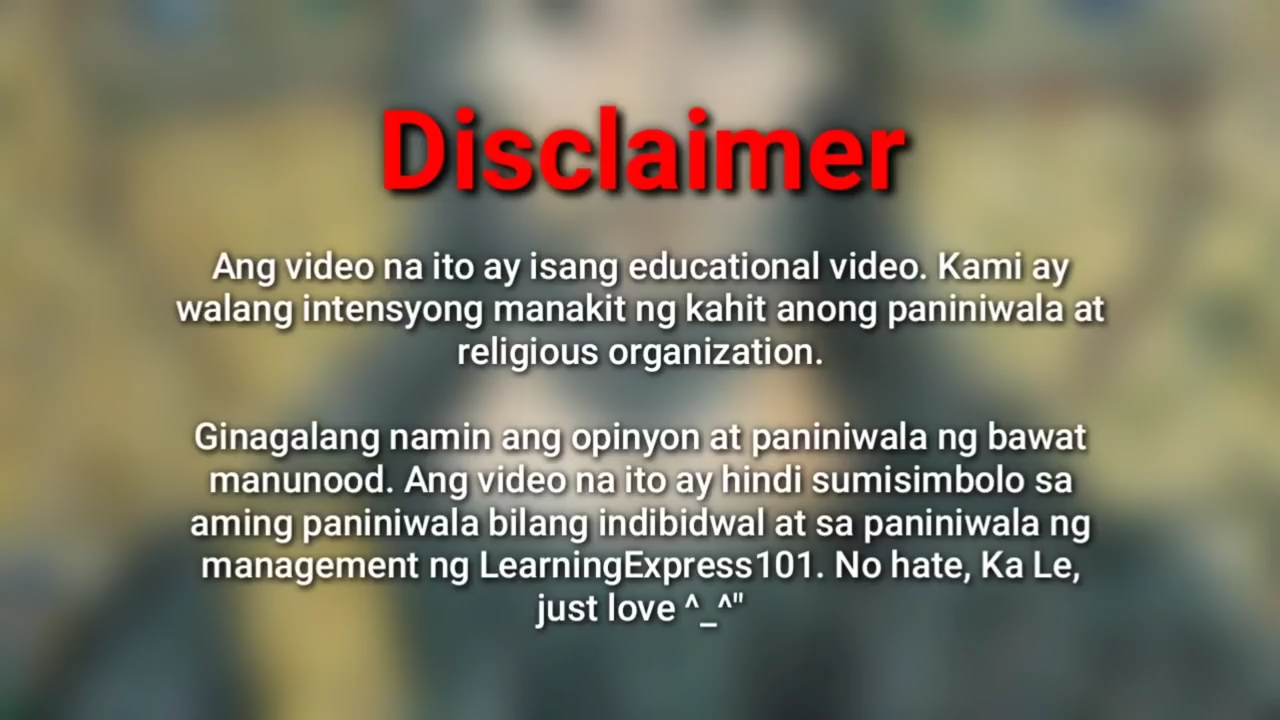 Disclaimer
Ang video na ito ay isang educational video. Kami ay
walang intensyong manakit ng kahit anong paniniwala at
religious organization.
Ginagalang namin ang opinyon at paniniwala ng bawat
manunood. Ang video na ito ay hindi sumisimbolo sa
aming paniniwala bilang indibidwal at sa paniniwala ng
management ng LearningExpress101. No hate, Ka Le,
just love ^_^"